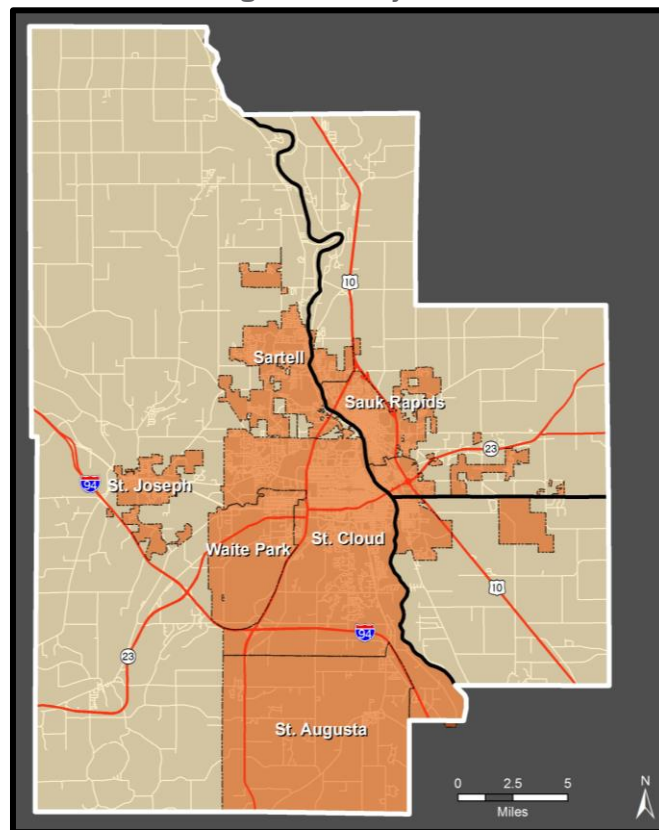 10
Sartell
Sauk Rapids
23
94
St. Joseph
Waite Park
St. Cloud
10
94
23
St. Augusta
0 2.5 5
Miles
N